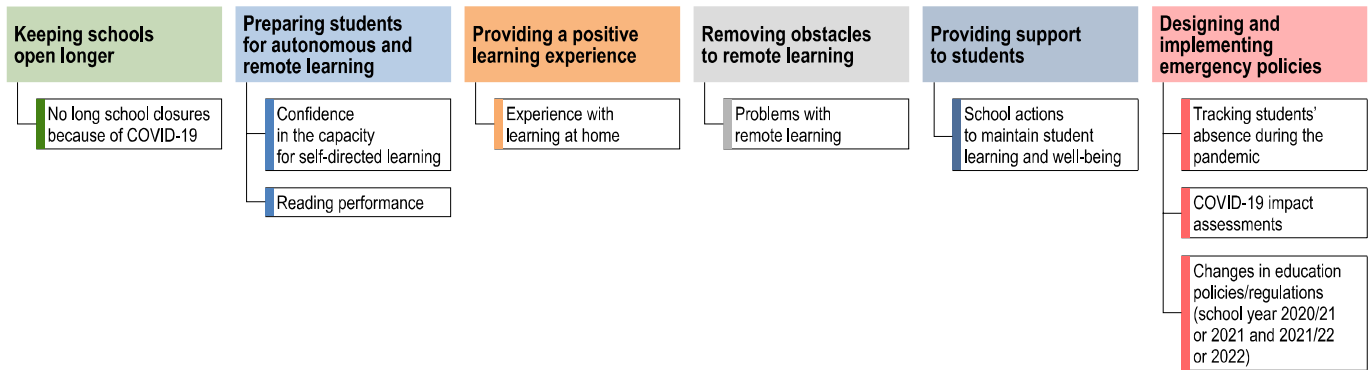 Keeping schools
open longer
No long school closures
because of COVID-19
Preparing students
for autonomous and
remote learning
Confidence
in the capacity
for self-directed learning
Reading performance
Providing a positive
learning experience
Experience with
learning at home
Removing obstacles
to remote learning
Problems with
remote learning
Providing support
to students
School actions
to maintain student
learning and well-being
Designing and
implementing
emergency policies
Tracking students’
absence during the
pandemic
COVID-19 impact
assessments
Changes in education
policies/regulations
(school year 2020/21
or 2021 and 2021/22
or 2022)